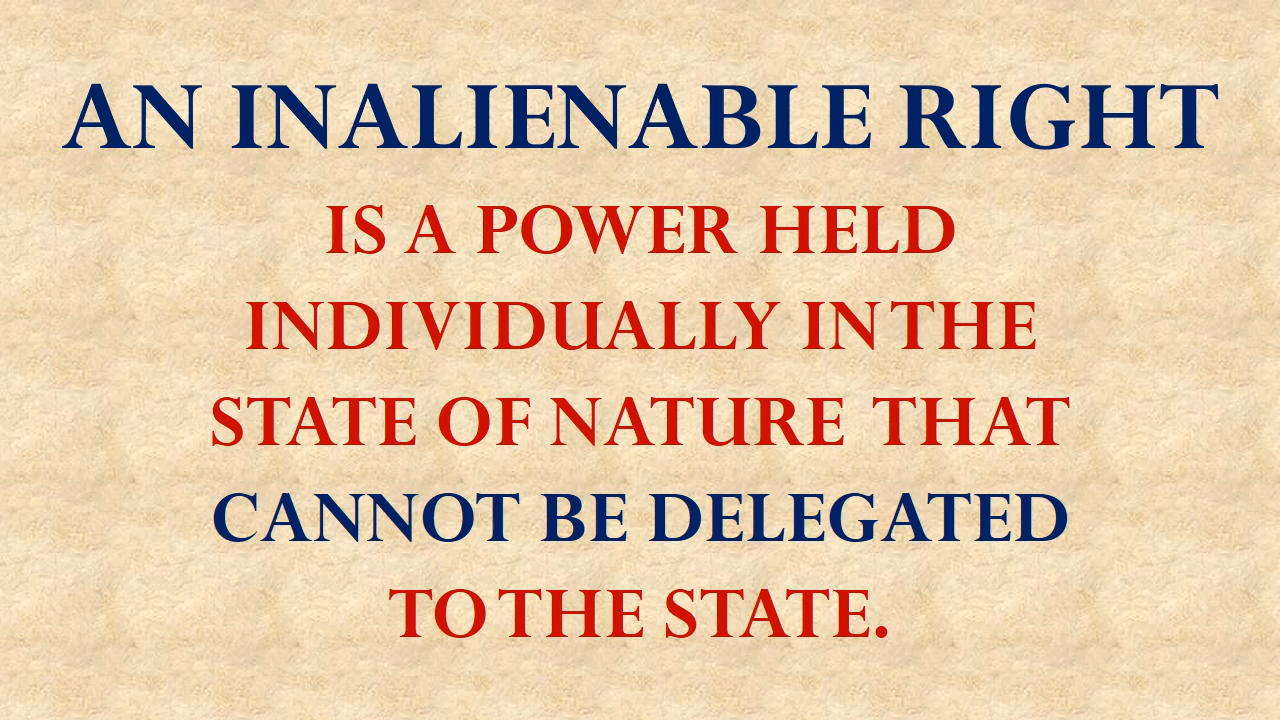 AN INALIENABLE RIGHT
IS A POWER HELD
INDIVIDUALLY IN THE
STATE OF NATURE THAT
CANNOT BE DELEGATED
TO THE STATE.